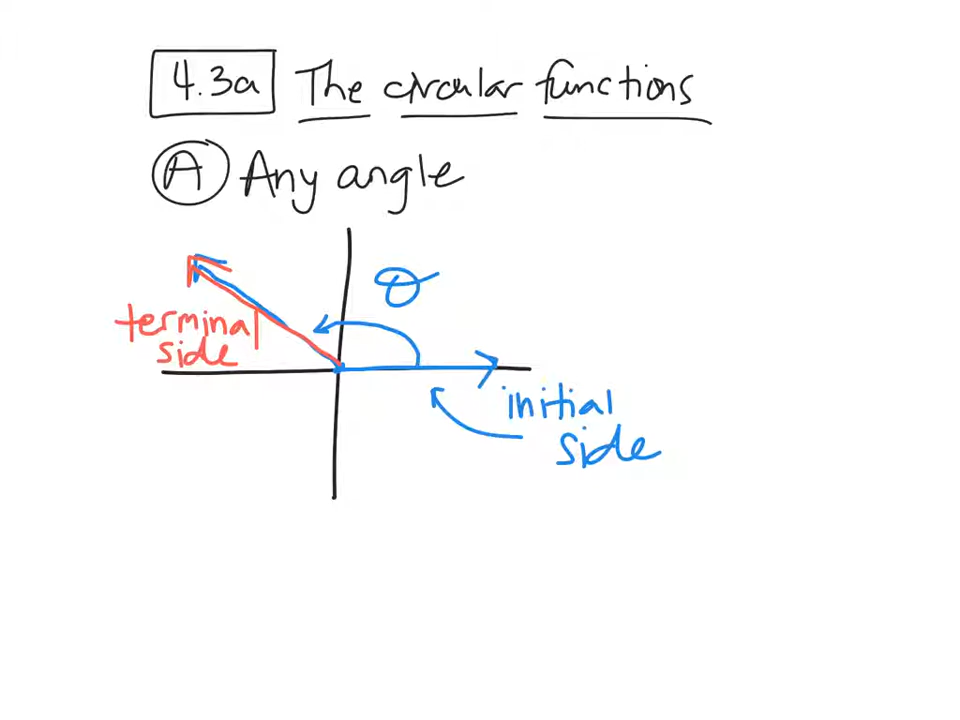 4.3a The circular functions
A Any angle
θ
terminal
side
initial
side